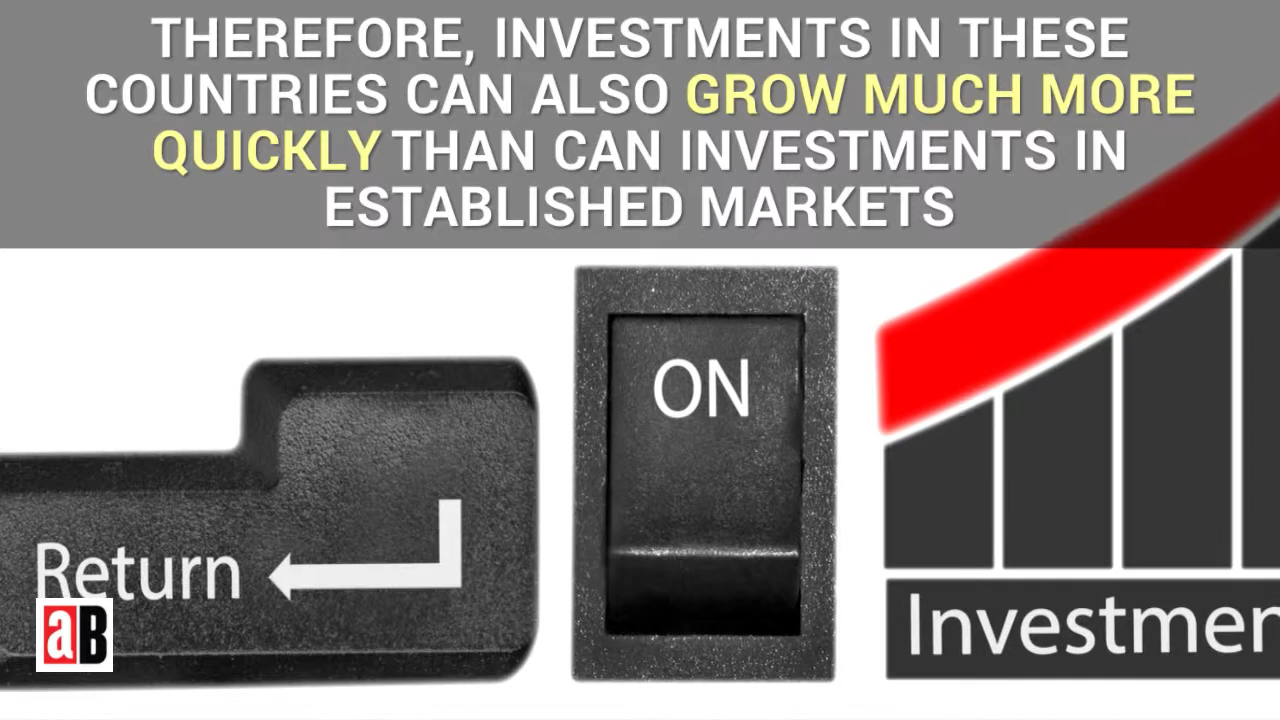 THEREFORE, INVESTMENTS IN THESE
COUNTRIES CAN ALSO GROW MUCH MORE
QUICKLY THAN CAN INVESTMENTS IN
ESTABLISHED MARKETS
Return
ON
Investmen
aB